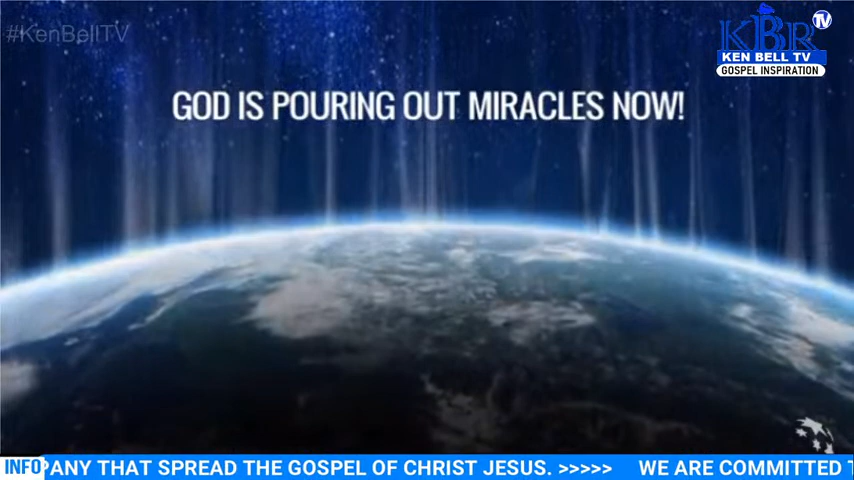 #KenBellTV
KBR TV
KEN BELL TV
GOSPEL INSPIRATION
GOD IS POURING OUT MIRACLES NOW!
INFO PANY THAT SPREAD THE GOSPEL OF CHRIST JESUS. >>>>> WE ARE COMMITTED T